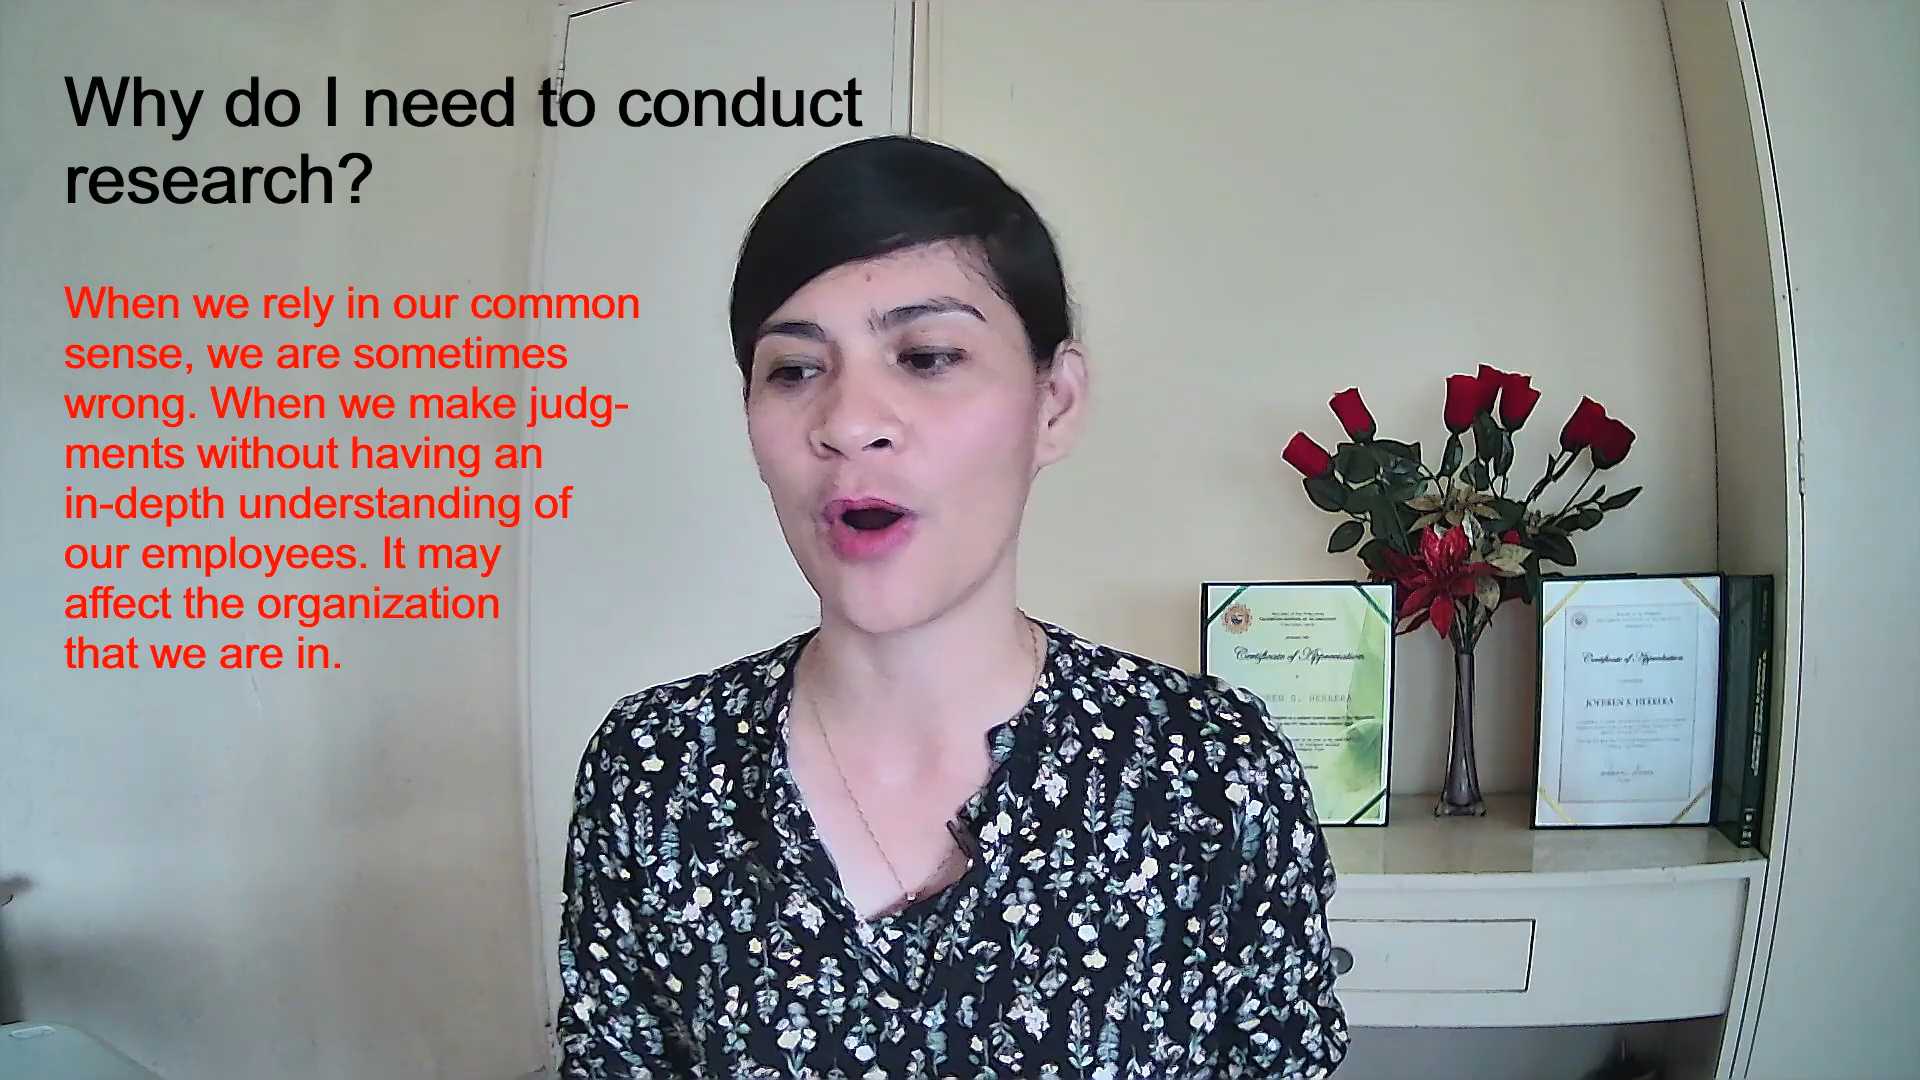 Why do I need to conduct
research?
When we rely in our common
sense, we are sometimes
wrong. When we make judg-
ments without having an
in-depth understanding of
our employees. It may
affect the organization
that we are in.
Certificate of Appreciation
S. HERRERA
Certificate of Appreciation
S. HERRERA